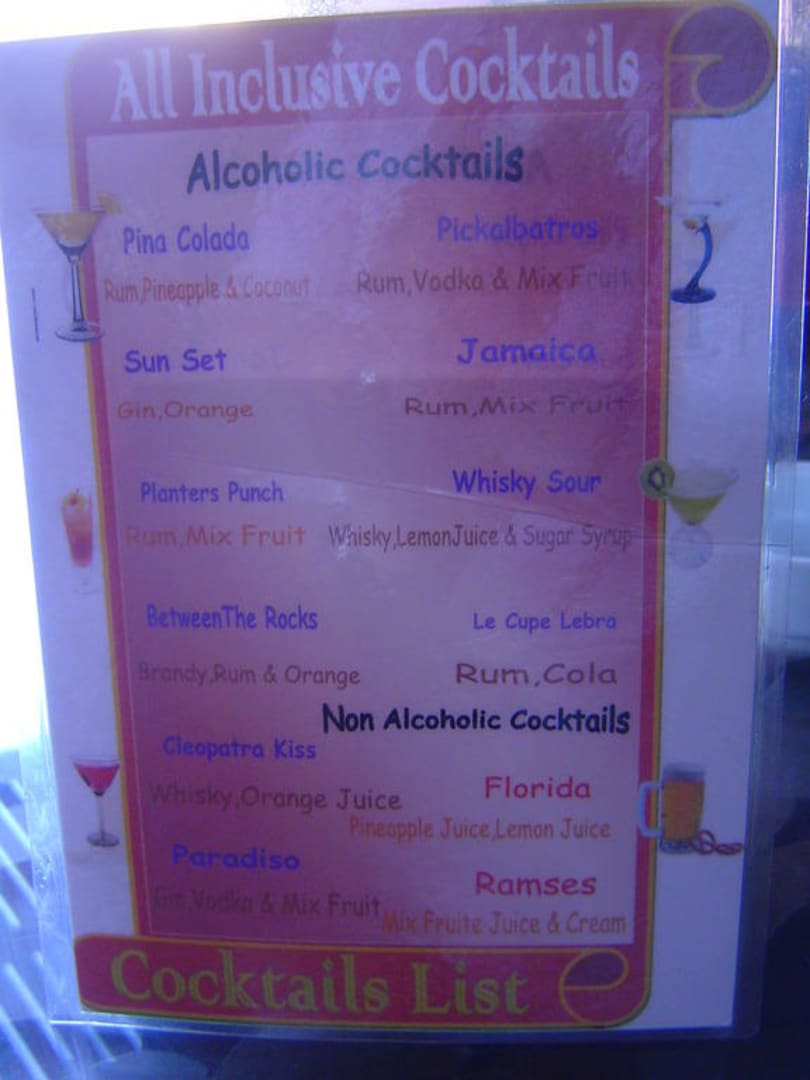 All Inclusive Cocktails
Alcoholic Cocktails
Pina Colada
Rum,Pineapple & Coconut
Pickalbatros
Rum,Vodka & Mix Fruit
Sun Set
Gin,Orange
Jamaica
Rum,Mix Fruit
Planters Punch
Rum,Mix Fruit
Whisky Sour
Whisky,LemonJuice & Sugar Syrup
BetweenThe Rocks
Brandy,Rum & Orange
Le Cupe Lebra
Rum,Cola
Cleopatra Kiss
Whisky,Orange Juice
Paradiso
Gin,Vodka & Mix Fruit
Non Alcoholic Cocktails
Florida
Pineapple Juice,Lemon Juice
Ramses
Mix Fruite Juice & Cream
Cocktails List